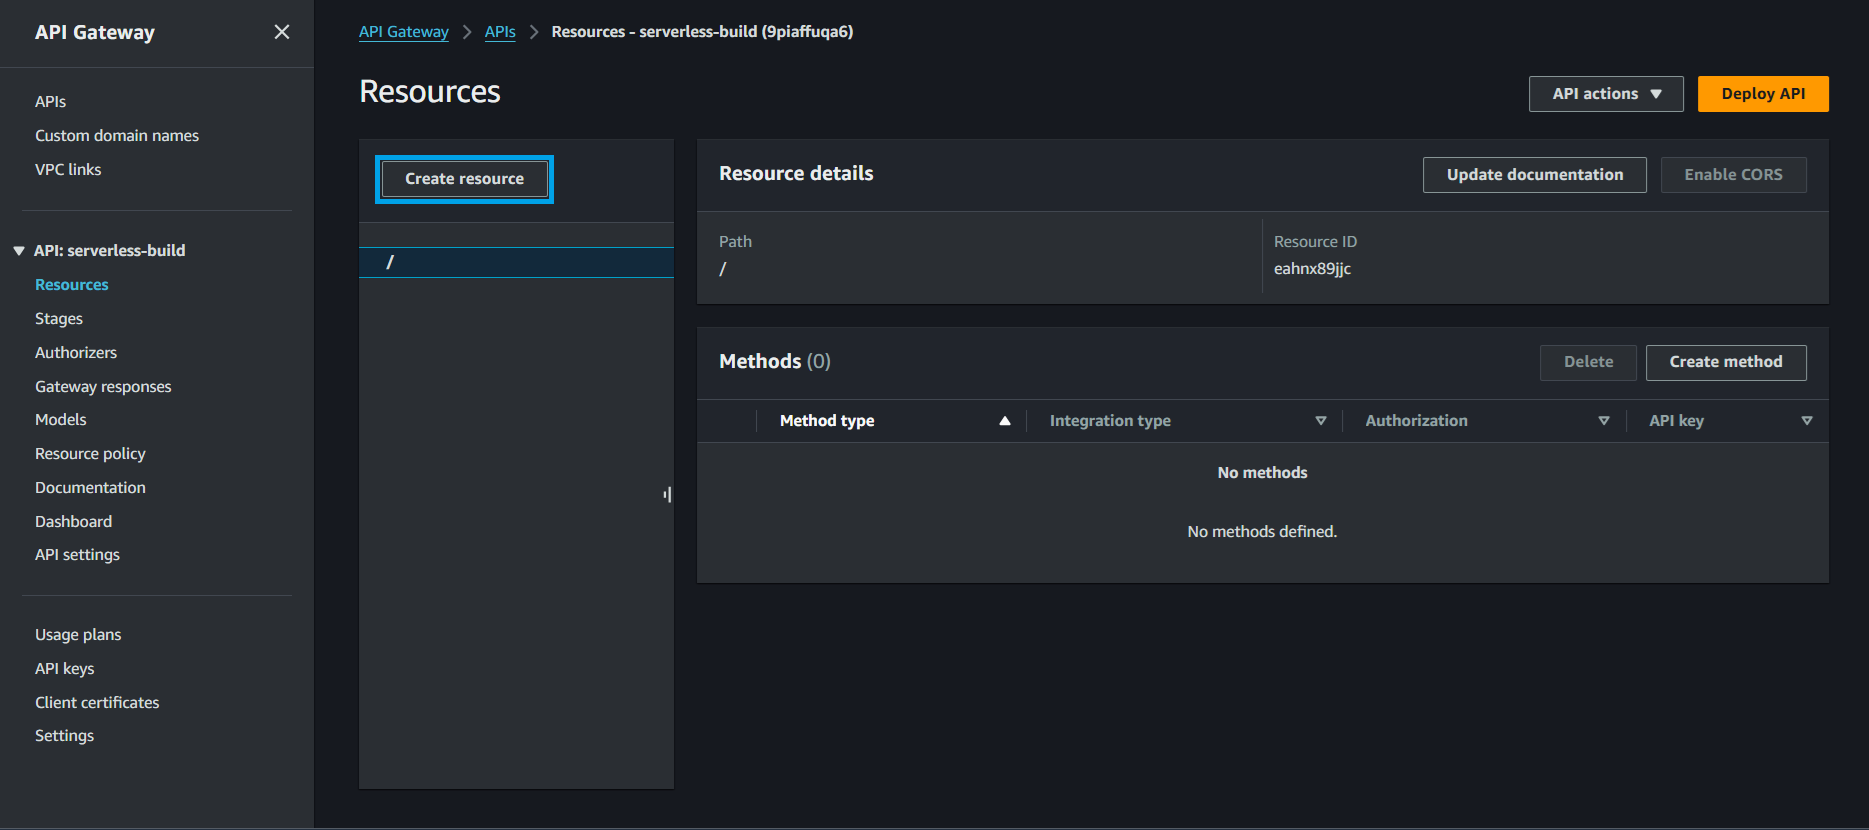 API Gateway
APIs
Custom domain names
VPC links
API: serverless-build
Resources
Stages
Authorizers
Gateway responses
Models
Resource policy
Documentation
Dashboard
API settings
Usage plans
API keys
Client certificates
Settings
API Gateway > APIs > Resources - serverless-build (9piaffuqa6)
Resources
API actions
Deploy API
Create resource
/
Resource details
Update documentation
Enable CORS
Path
/
Resource ID
eahnx89jjc
Methods (0)
Delete
Create method
Method type Integration type Authorization API key
No methods
No methods defined.